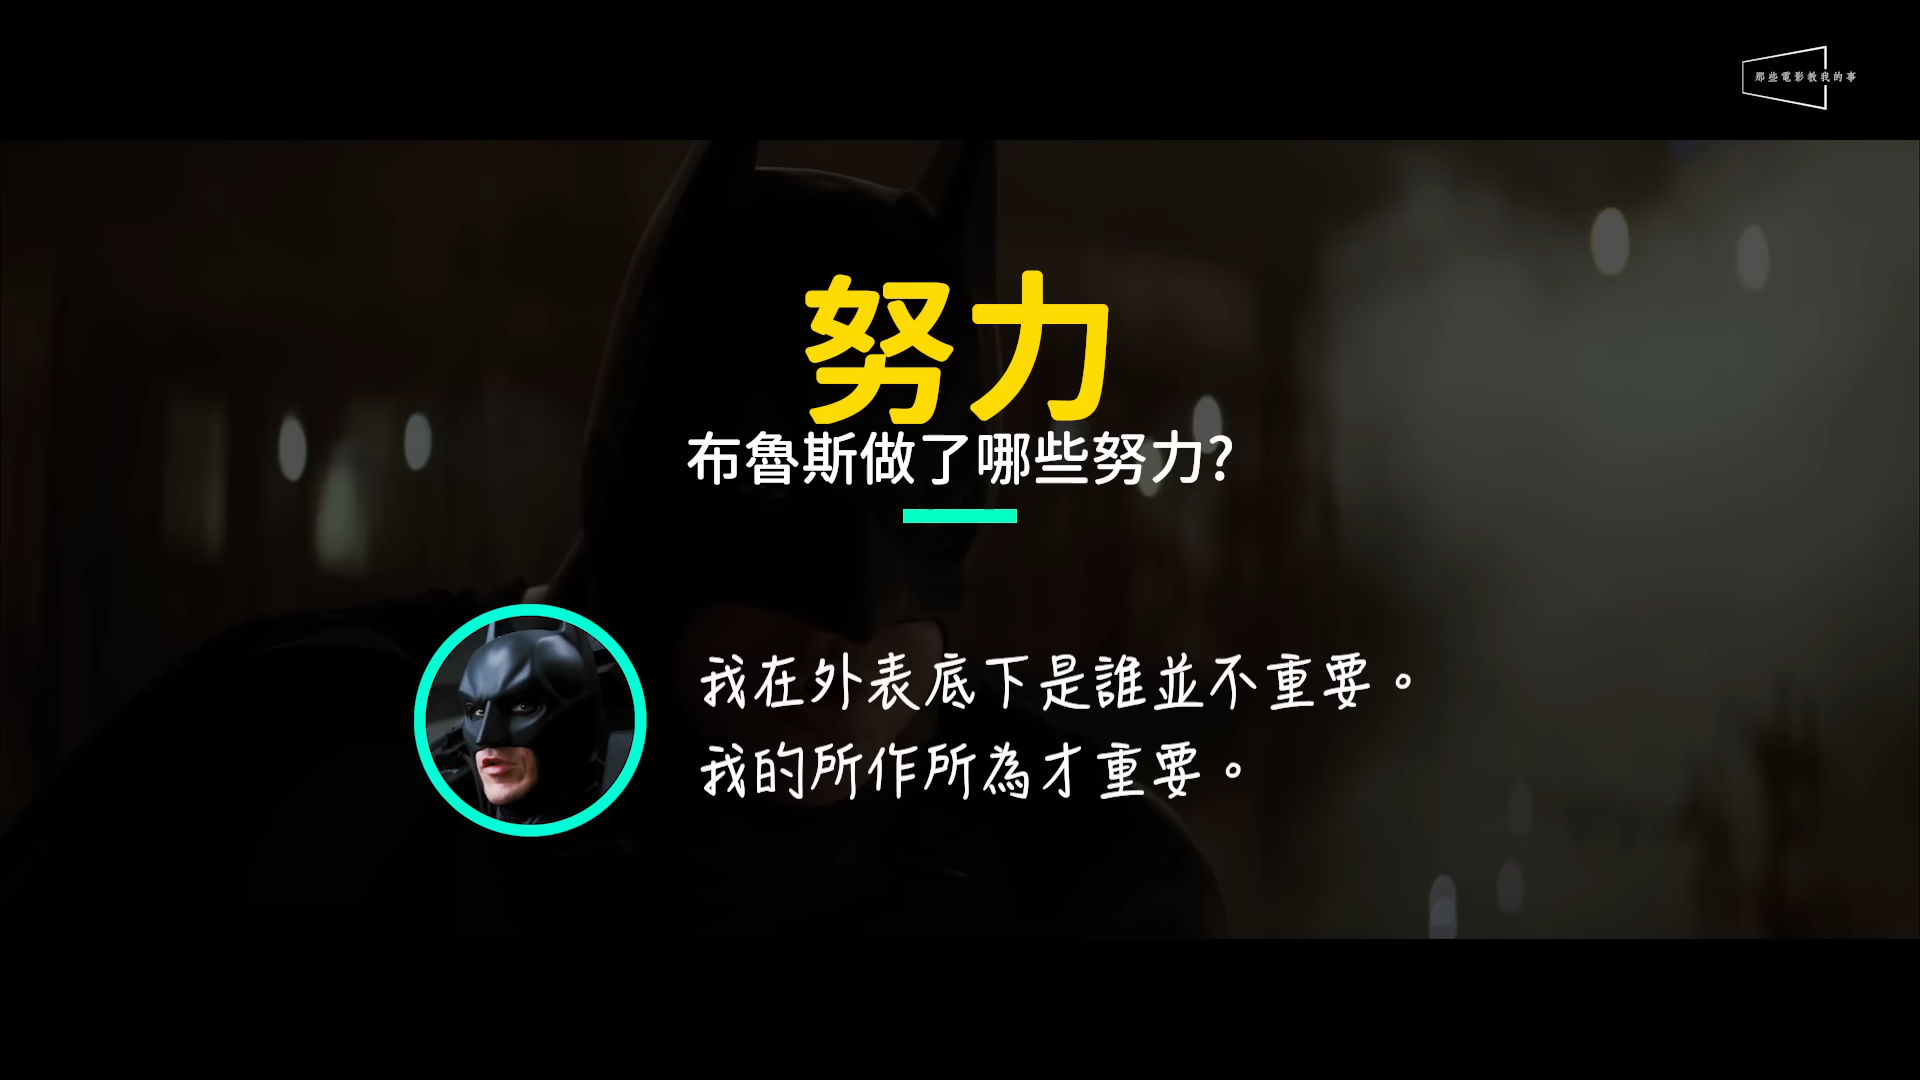 那些電影教我的事
努力
布魯斯做了哪些努力?
我在外表底下是誰並不重要。
我的所作所為才重要。